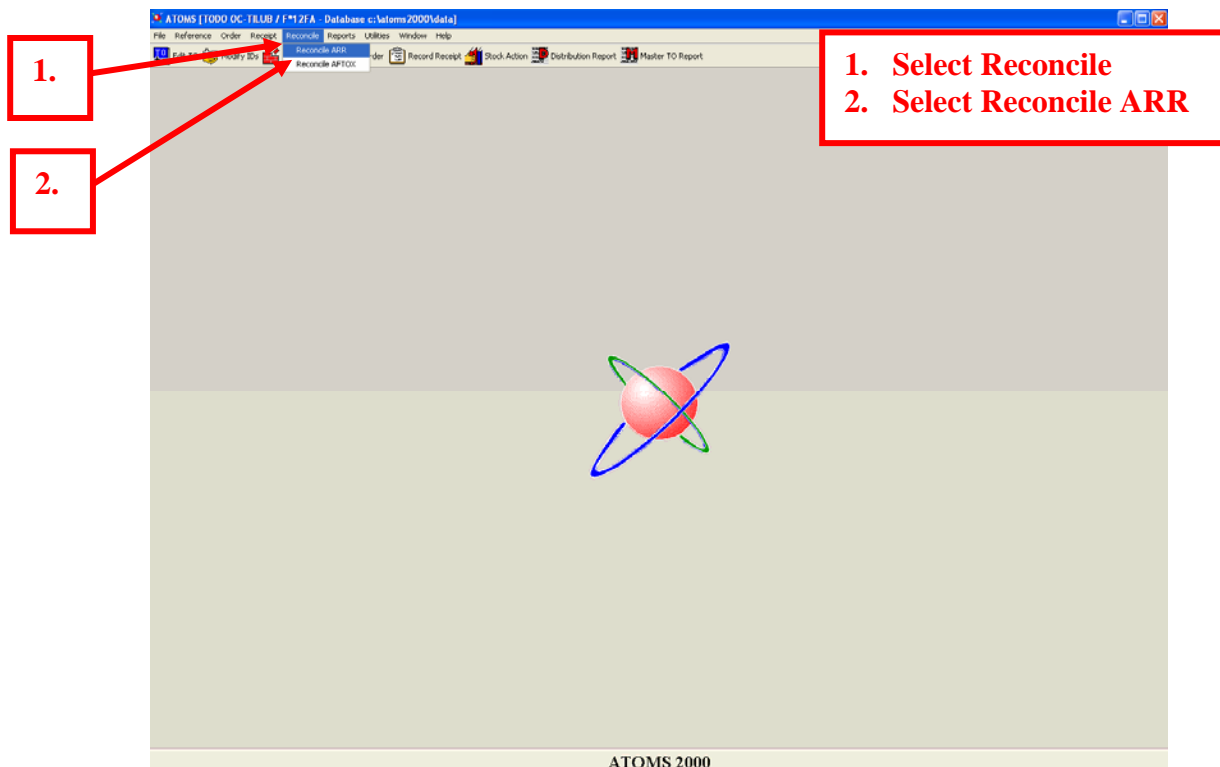 ATOMS [TODO OC-TILUB / F*12FA - Database c:\atoms2000\data]
File Reference Order Receipt Reconcile Reports Utilities Window Help
Reconcile ARR
Reconcile AFTOX
Modify IDs
Record Receipt Stock Action Distribution Report Master TO Report
1.
2.
1. Select Reconcile
2. Select Reconcile ARR
ATOMS 2000